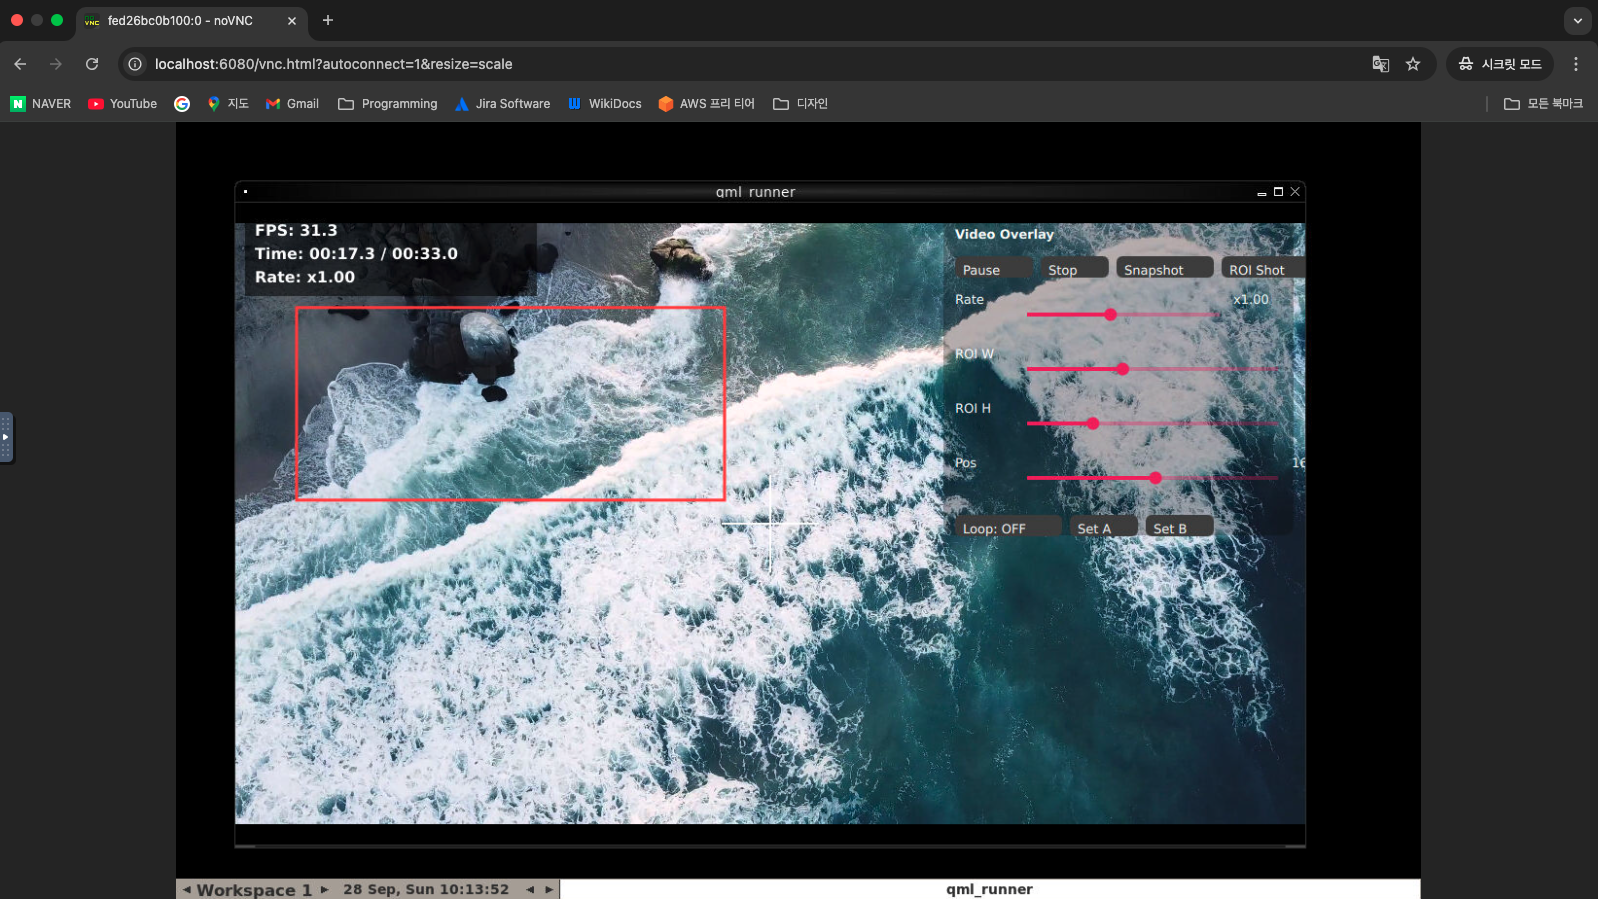 fed26bc0b100:0 - noVNC
localhost:6080/vnc.html?autoconnect=1&resize=scale
시크릿 모드
NAVER YouTube 지도 Gmail Programming Jira Software WikiDocs AWS 프리 티어 디자인 모든 북마크
qml_runner
FPS: 31.3
Time: 00:17.3 / 00:33.0
Rate: x1.00
Video Overlay
Pause Stop Snapshot ROI Shot
Rate x1.00
ROI W
ROI H
Pos 16
Loop: OFF Set A Set B
Workspace 1 28 Sep, Sun 10:13:52 qml_runner